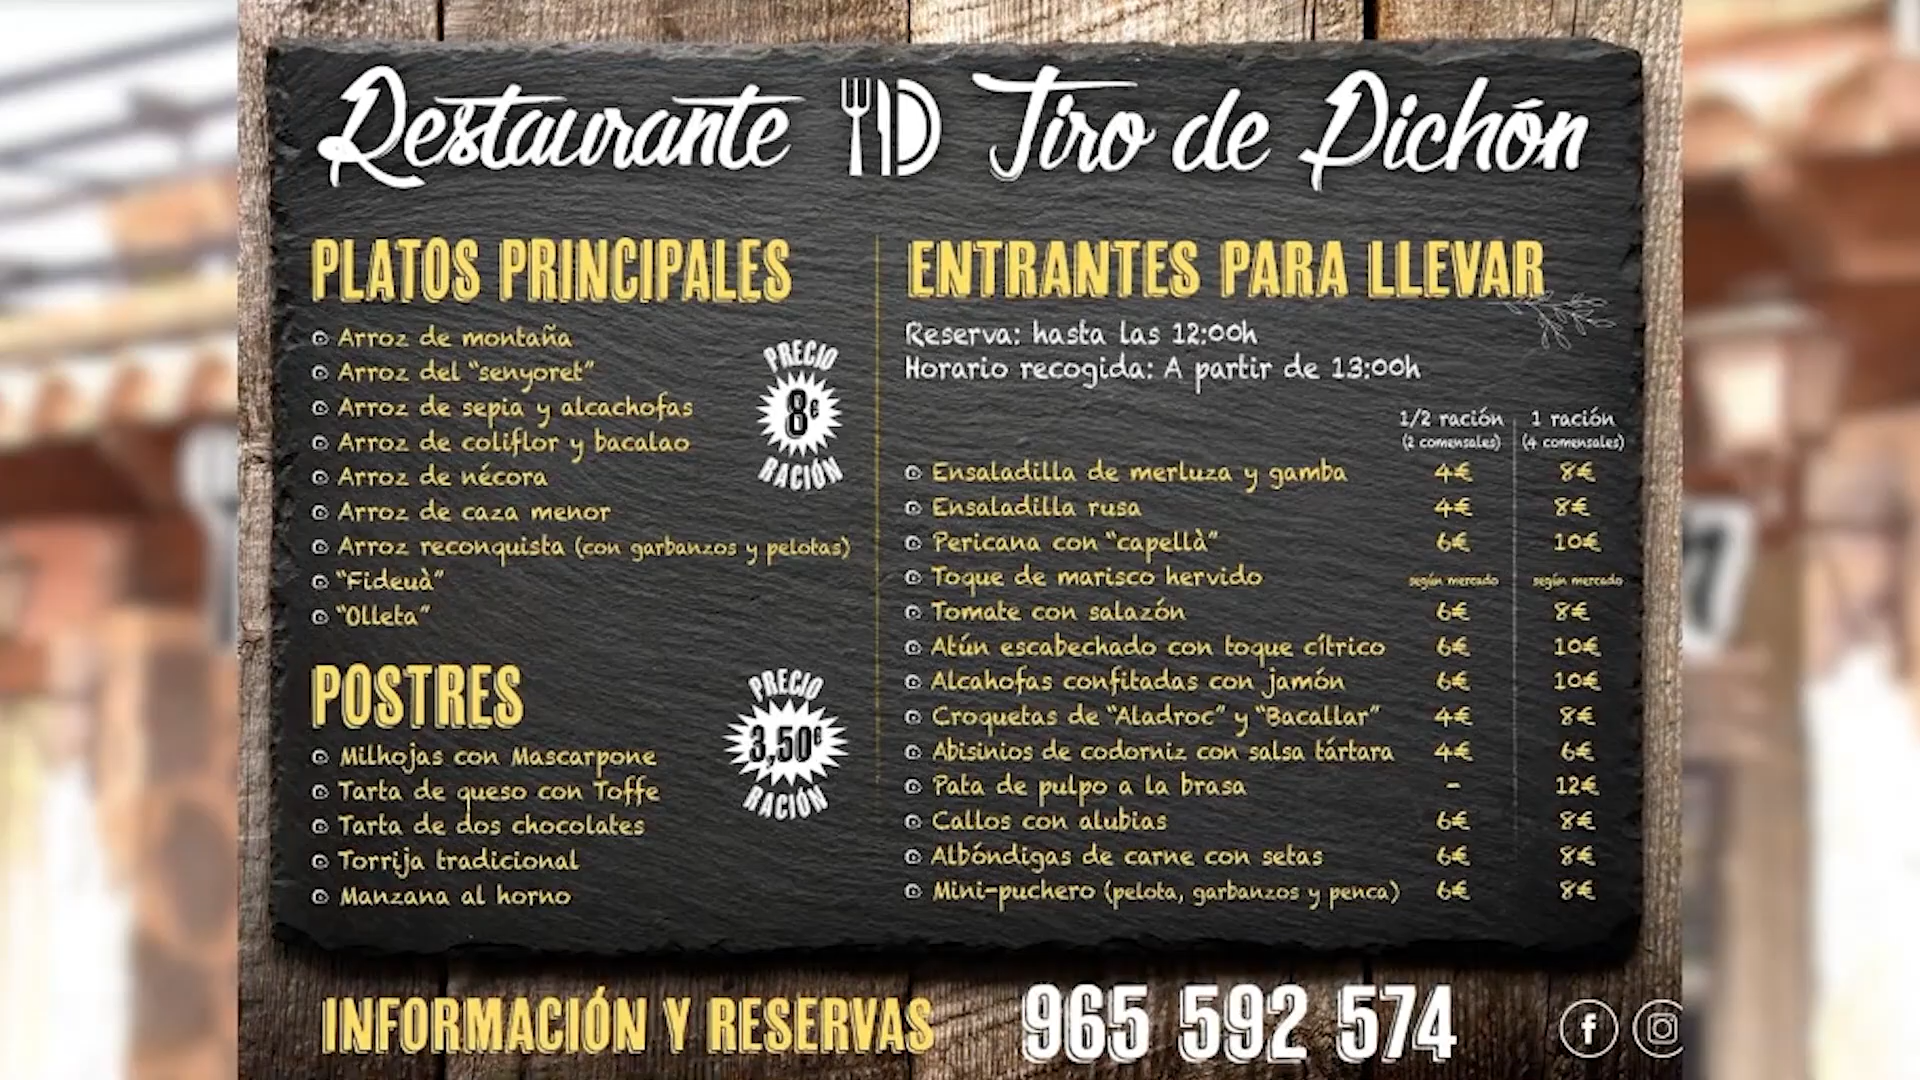 Restaurante Tiro de Pichón
PLATOS PRINCIPALES
Arroz de montaña
Arroz del “senyoret”
Arroz de sepia y alcachofas
Arroz de coliflor y bacalao
Arroz de nécora
Arroz de caza menor
Arroz reconquista (con garbanzos y pelotas)
“Fideuà”
“Olleta”
PRECIO
8€
RACIÓN
POSTRES
Milhojas con Mascarpone
Tarta de queso con Toffe
Tarta de dos chocolates
Torrija tradicional
Manzana al horno
PRECIO
3,50€
RACIÓN
ENTRANTES PARA LLEVAR
Reserva: hasta las 12:00h
Horario recogida: A partir de 13:00h
1/2 ración 1 ración
(2 comensales) (4 comensales)
Ensaladilla de merluza y gamba 4€ 8€
Ensaladilla rusa 4€ 8€
Pericana con “capellà” 6€ 10€
Toque de marisco hervido según mercado según mercado
Tomate con salazón 6€ 8€
Atún escabechado con toque cítrico 6€ 10€
Alcahofas confitadas con jamón 6€ 10€
Croquetas de “Aladroc” y “Bacallar” 4€ 8€
Abisinios de codorniz con salsa tártara 4€ 6€
Pata de pulpo a la brasa - 12€
Callos con alubias 6€ 8€
Albóndigas de carne con setas 6€ 8€
Mini-puchero (pelota, garbanzos y penca) 6€ 8€
INFORMACIÓN Y RESERVAS 965 592 574